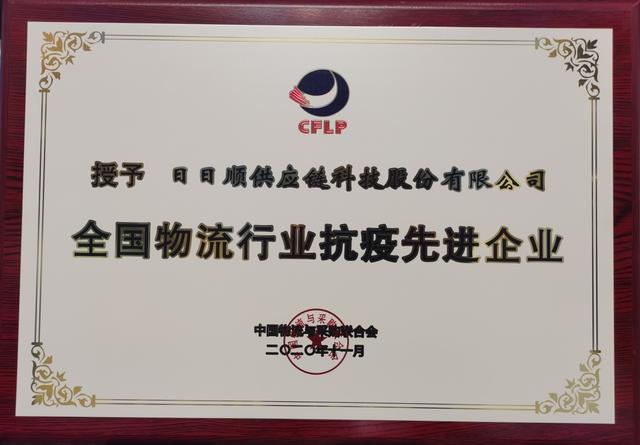 CFLP
授予 日日顺供应链科技股份有限公司
全国物流行业抗疫先进企业
中国物流与采购联合会
二〇二〇年十一月